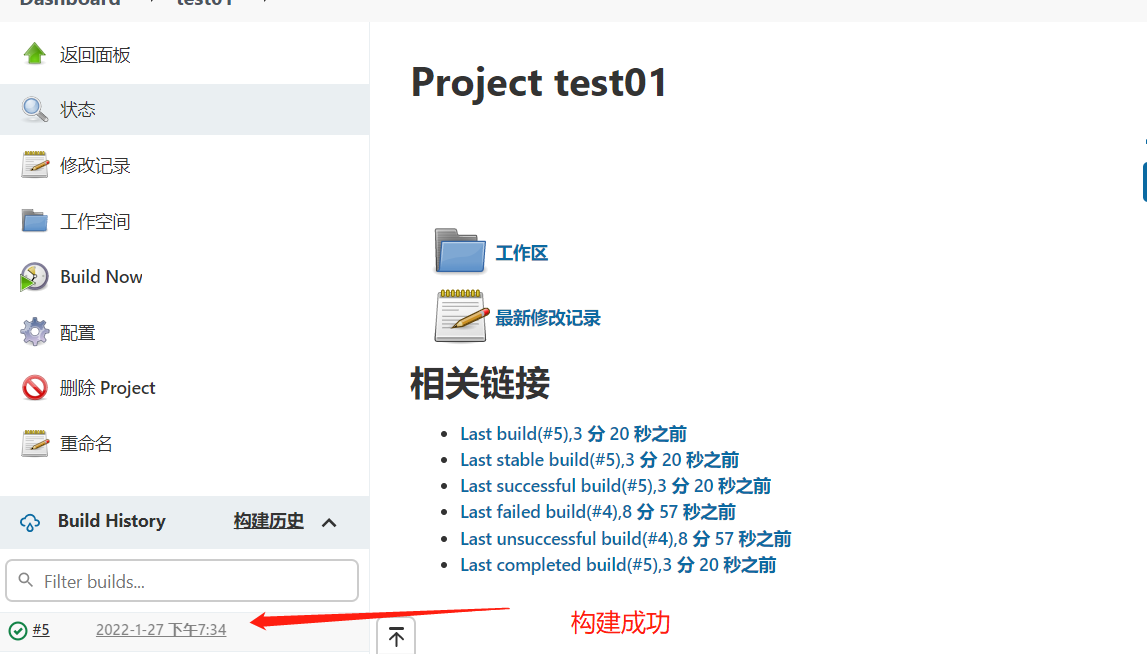 Dashboard
test01
返回面板
状态
修改记录
工作空间
Build Now
配置
删除 Project
重命名
Build History 构建历史
Filter builds...
#5 2022-1-27 下午7:34
Project test01
工作区
最新修改记录
相关链接
Last build(#5),3 分 20 秒之前
Last stable build(#5),3 分 20 秒之前
Last successful build(#5),3 分 20 秒之前
Last failed build(#4),8 分 57 秒之前
Last unsuccessful build(#4),8 分 57 秒之前
Last completed build(#5),3 分 20 秒之前
构建成功